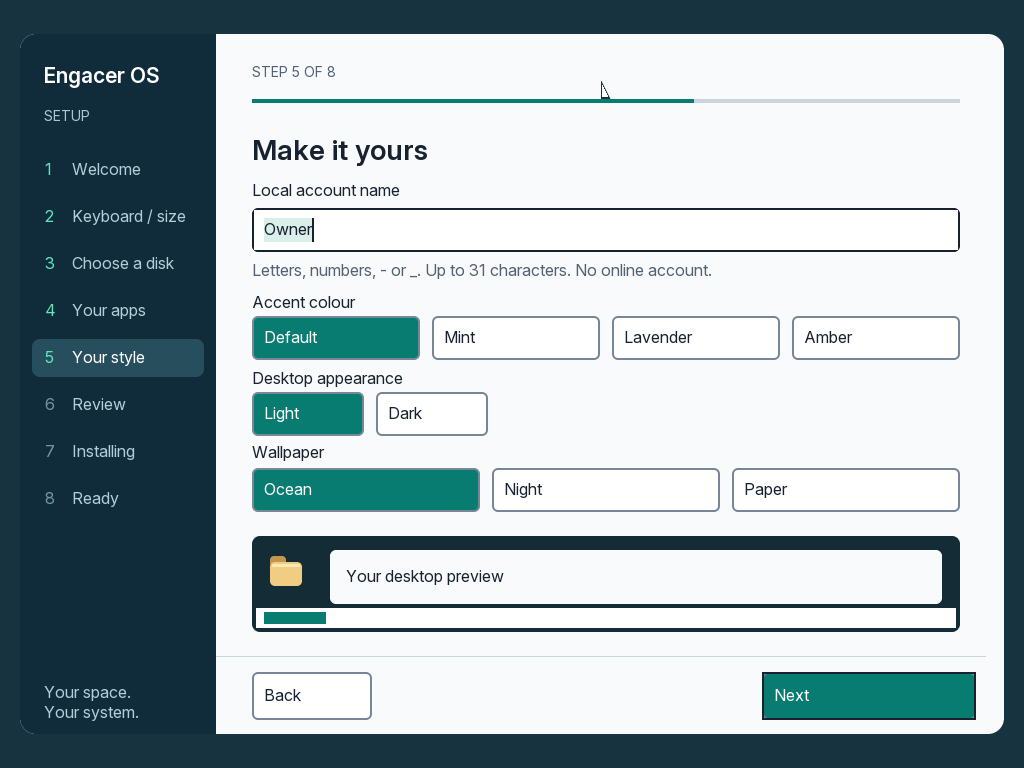 Engacer OS
SETUP
1 Welcome
2 Keyboard / size
3 Choose a disk
4 Your apps
5 Your style
6 Review
7 Installing
8 Ready
Your space.
Your system.
STEP 5 OF 8
Make it yours
Local account name
Owner
Letters, numbers, - or _. Up to 31 characters. No online account.
Accent colour
Default Mint Lavender Amber
Desktop appearance
Light Dark
Wallpaper
Ocean Night Paper
Your desktop preview
Back Next